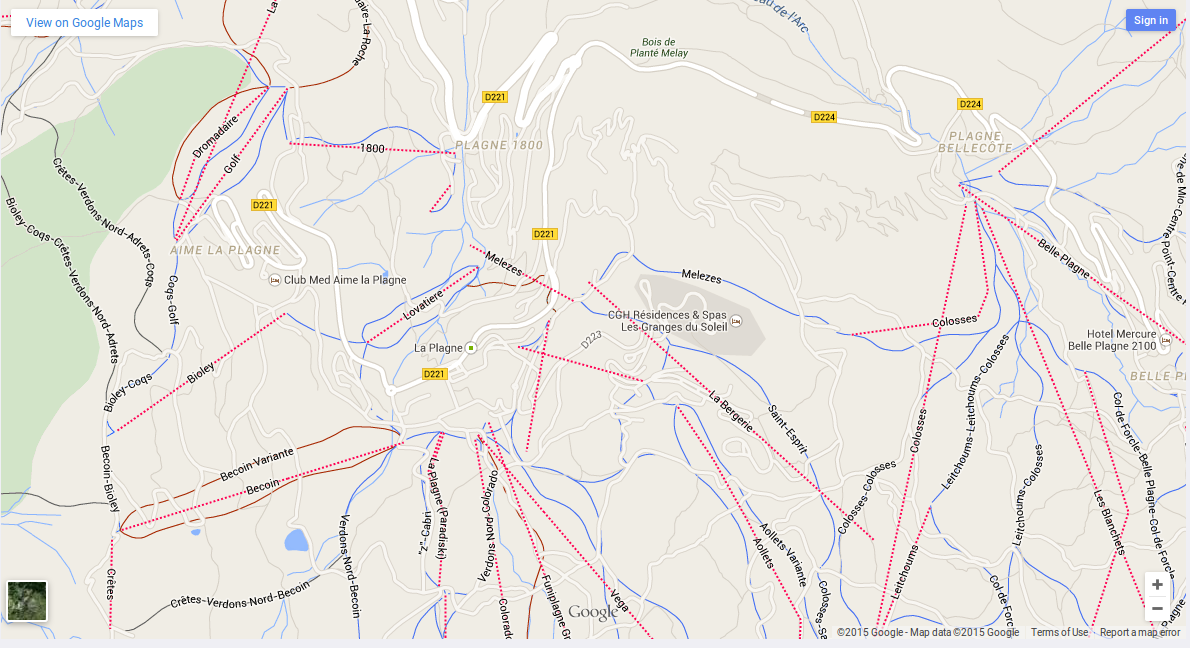 View on Google Maps
Sign in
eau de l'Arc
Bois de
Planté Melay
D221
D224
D224
PLAGNE 1800
PLAGNE
BELLECÔTE
1800
Dromadaire
Golf
Crêtes-Verdons-Nord-Adrets-Coqs
Bioley-Coqs-Crêtes-Verdons-Nord-Adrets
D221
AIME LA PLAGNE
D221
Belle Plagne
Melezes
Melezes
Club Med Aime la Plagne
Coqs-Golf
Lovatiere
CGH Résidences & Spas
Les Granges du Soleil
Colosses
D223
Hotel Mercure
Belle Plagne 2100
La Plagne
Bioley
D221
BELLE P
Bioley-Coqs
Leitchoums-Leitchoums-Colosses
La Bergerie
Saint-Esprit
Colosses
Col de Forcle-Belle Plagne-Col de Forcle
Becoin-Bioley
Becoin-Variante
Becoin
La Plagne (Paradiski)
"z"-Cabri
Verdons Nord-Colorado
Verdons Nord-Becoin
Colosses-Colosses
Leitchoums-Colosses
Les Blanchets
Aollets
Aollets Variante
Leitchoums
Crêtes
Crêtes-Verdons Nord-Becoin
Colorado
Funiplagne Gr
Vega
Colosses-Sa
Col de Forc
Plagne
Google
©2015 Google - Map data ©2015 Google
Terms of Use
Report a map error